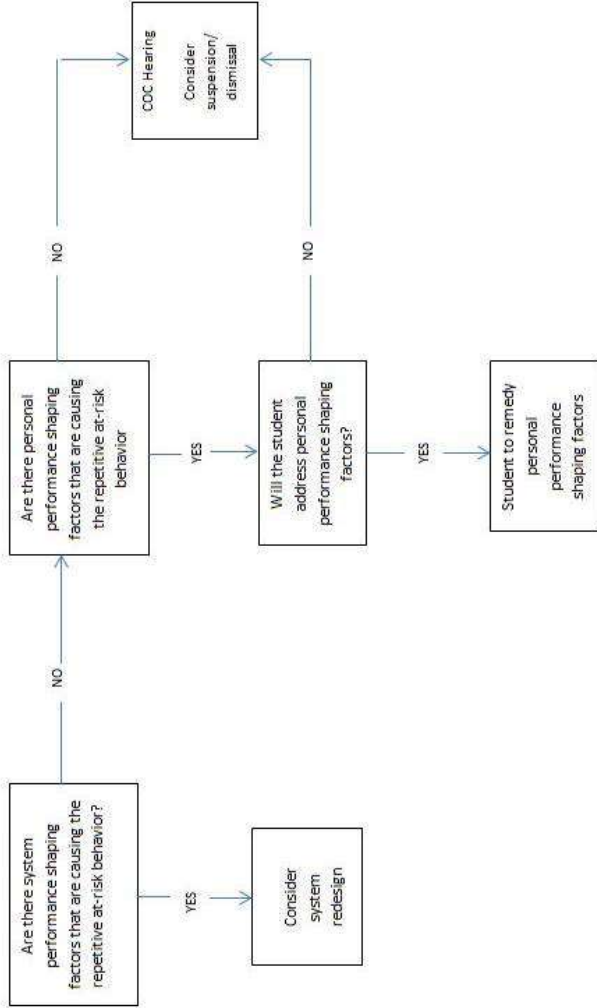 Are there system
performance shaping
factors that are causing the
repetitive at-risk behavior?
NO
YES
Consider
system
redesign
Are there personal
performance shaping
factors that are causing
the repetitive at-risk
behavior
NO
YES
Will the student
address personal
performance shaping
factors?
NO
YES
Student to remedy
personal
performance
shaping factors
COC Hearing
Consider
suspension/
dismissal